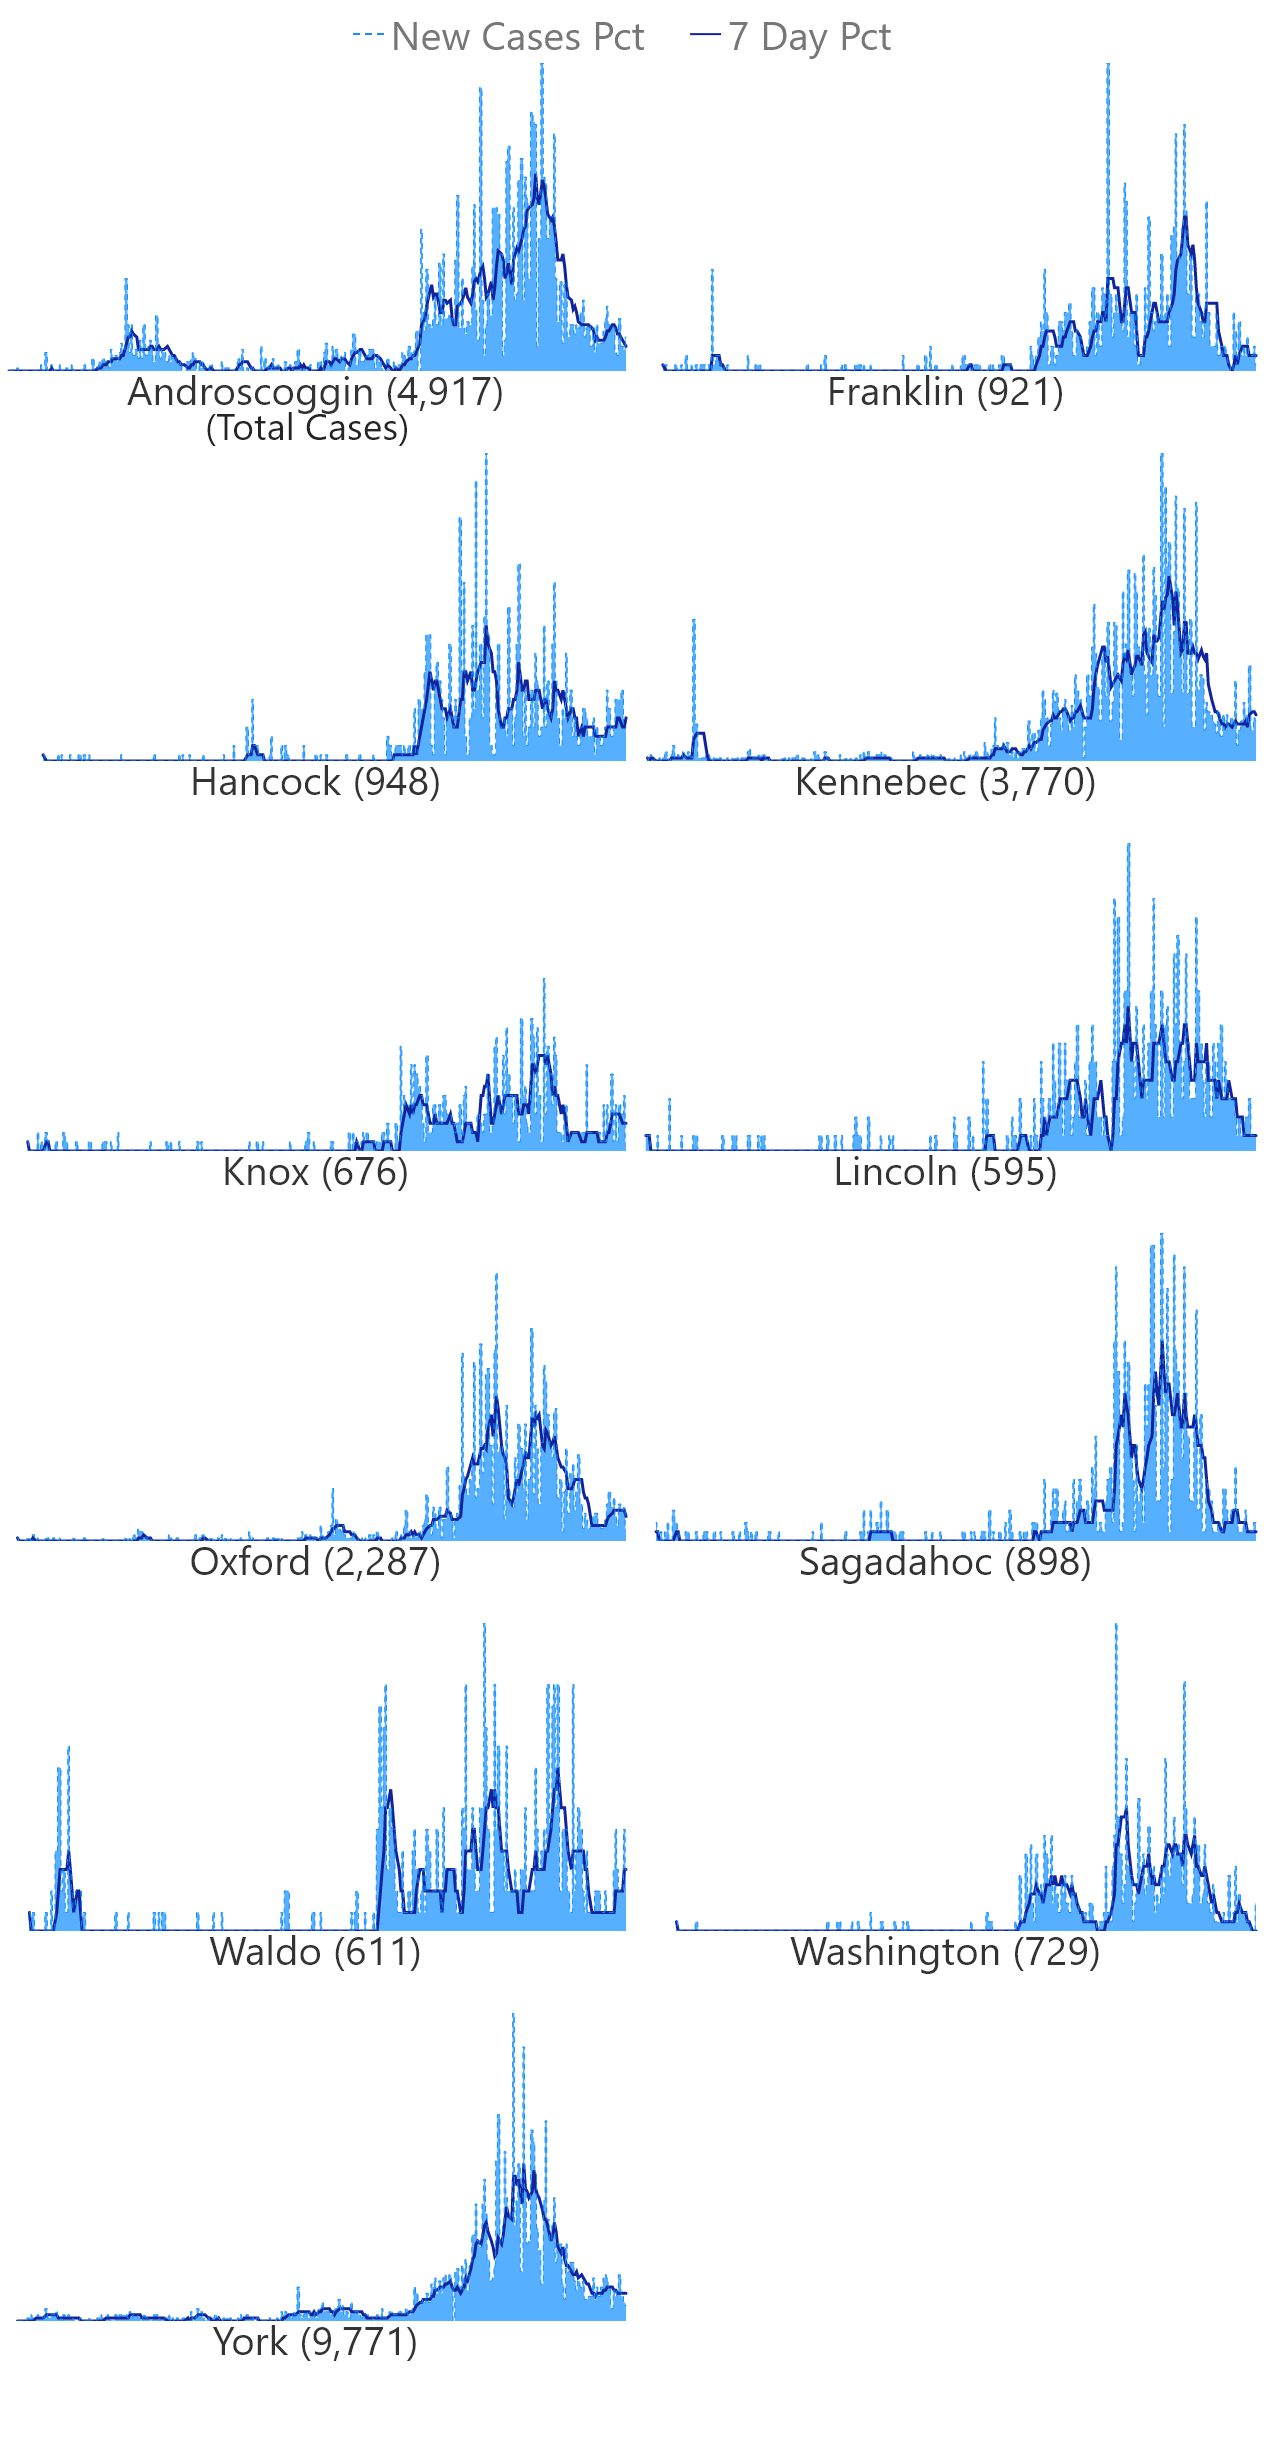 New Cases Pct 7 Day Pct
Androscoggin (4,917) Franklin (921)
(Total Cases)
Hancock (948) Kennebec (3,770)
Knox (676) Lincoln (595)
Oxford (2,287) Sagadahoc (898)
Waldo (611) Washington (729)
York (9,771)